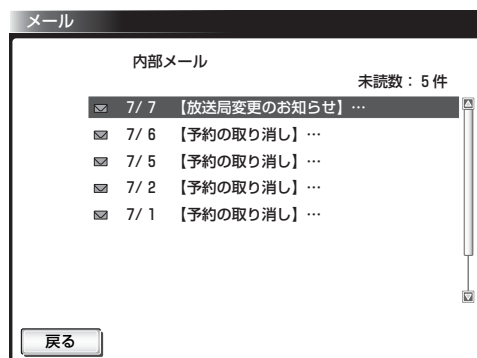 メール
内部メール
未読数： 5 件
7/ 7 【放送局変更のお知らせ】…
7/ 6 【予約の取り消し】…
7/ 5 【予約の取り消し】…
7/ 2 【予約の取り消し】…
7/ 1 【予約の取り消し】…
戻る